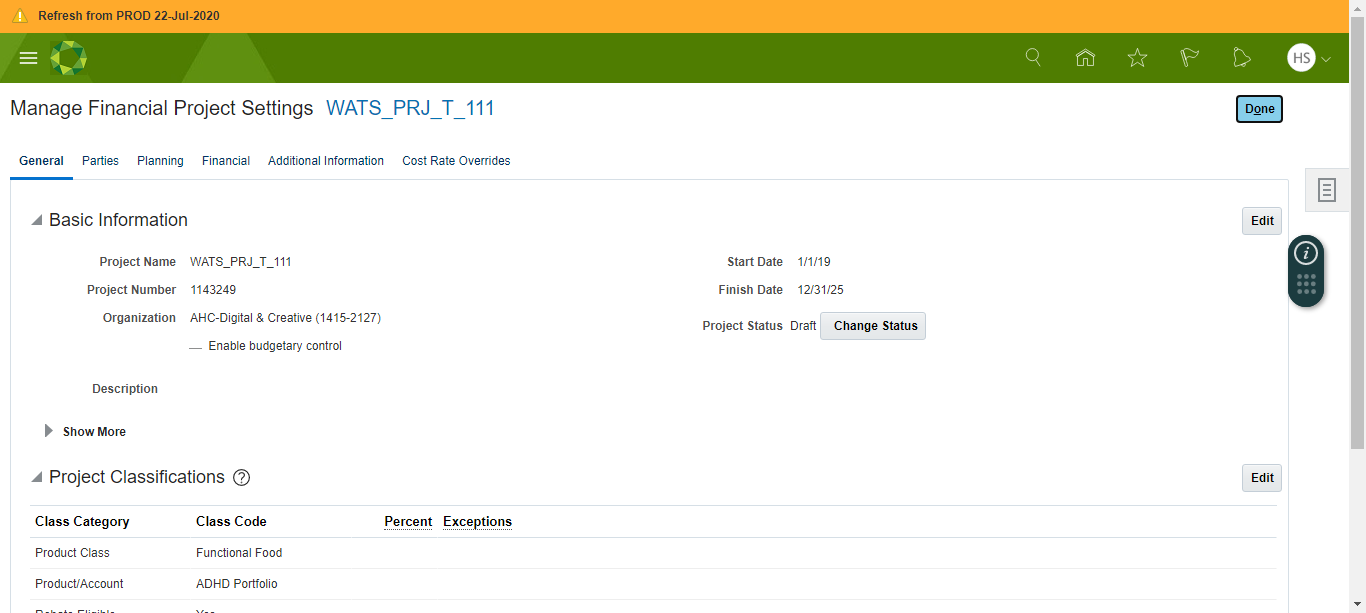 Refresh from PROD 22-Jul-2020
HS
Manage Financial Project Settings WATS_PRJ_T_111
Done
General Parties Planning Financial Additional Information Cost Rate Overrides
Basic Information
Edit
Project Name WATS_PRJ_T_111
Start Date 1/1/19
Project Number 1143249
Finish Date 12/31/25
Organization AHC-Digital & Creative (1415-2127)
Project Status Draft Change Status
Enable budgetary control
Description
Show More
Project Classifications ?
Edit
Class Category Class Code Percent Exceptions
Product Class Functional Food
Product/Account ADHD Portfolio